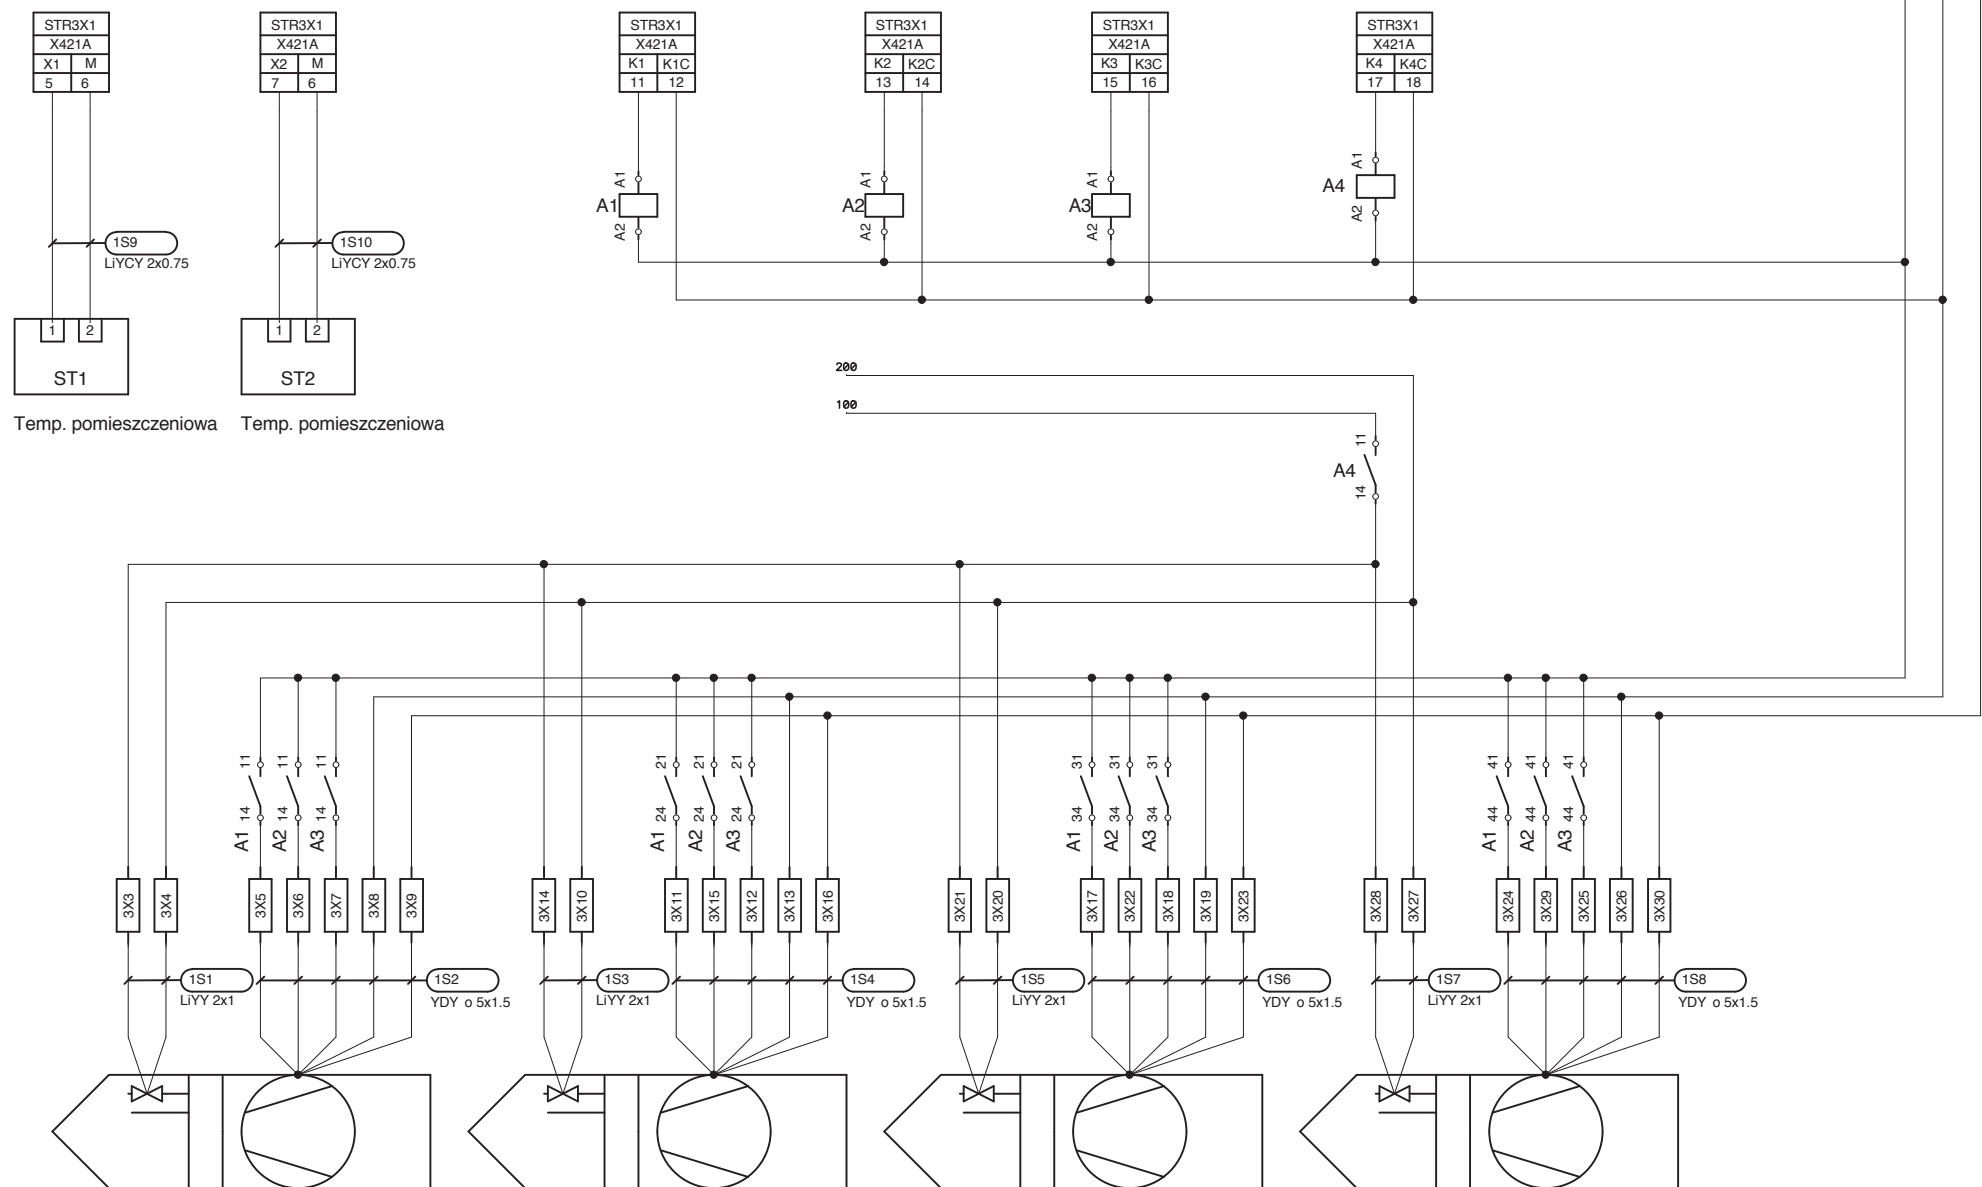 STR3X1 STR3X1 STR3X1 STR3X1 STR3X1 STR3X1
X421A X421A X421A X421A X421A X421A
X1 M X2 M K1 K1C K2 K2C K3 K3C K4 K4C
5 6 7 6 11 12 13 14 15 16 17 18
A1 A1 A1 A1
A1 A2 A3 A4
A2 A2 A2 A2
1S9 1S10
LiYCY 2x0.75 LiYCY 2x0.75
1 2 1 2
ST1 ST2
Temp. pomieszczeniowa Temp. pomieszczeniowa
200
100
11
A4
14
11 11 11 21 21 21 31 31 31 41 41 41
14 14 14 24 24 24 34 34 34 44 44 44
A1 A2 A3 A1 A2 A3 A1 A2 A3 A1 A2 A3
3X3 3X4 3X5 3X6 3X7 3X8 3X9 3X14 3X10 3X11 3X15 3X12 3X13 3X16 3X21 3X20 3X17 3X22 3X18 3X19 3X23 3X28 3X27 3X24 3X29 3X25 3X26 3X30
1S1 1S2 1S3 1S4 1S5 1S6 1S7 1S8
LiYY 2x1 YDY o 5x1.5 LiYY 2x1 YDY o 5x1.5 LiYY 2x1 YDY o 5x1.5 LiYY 2x1 YDY o 5x1.5